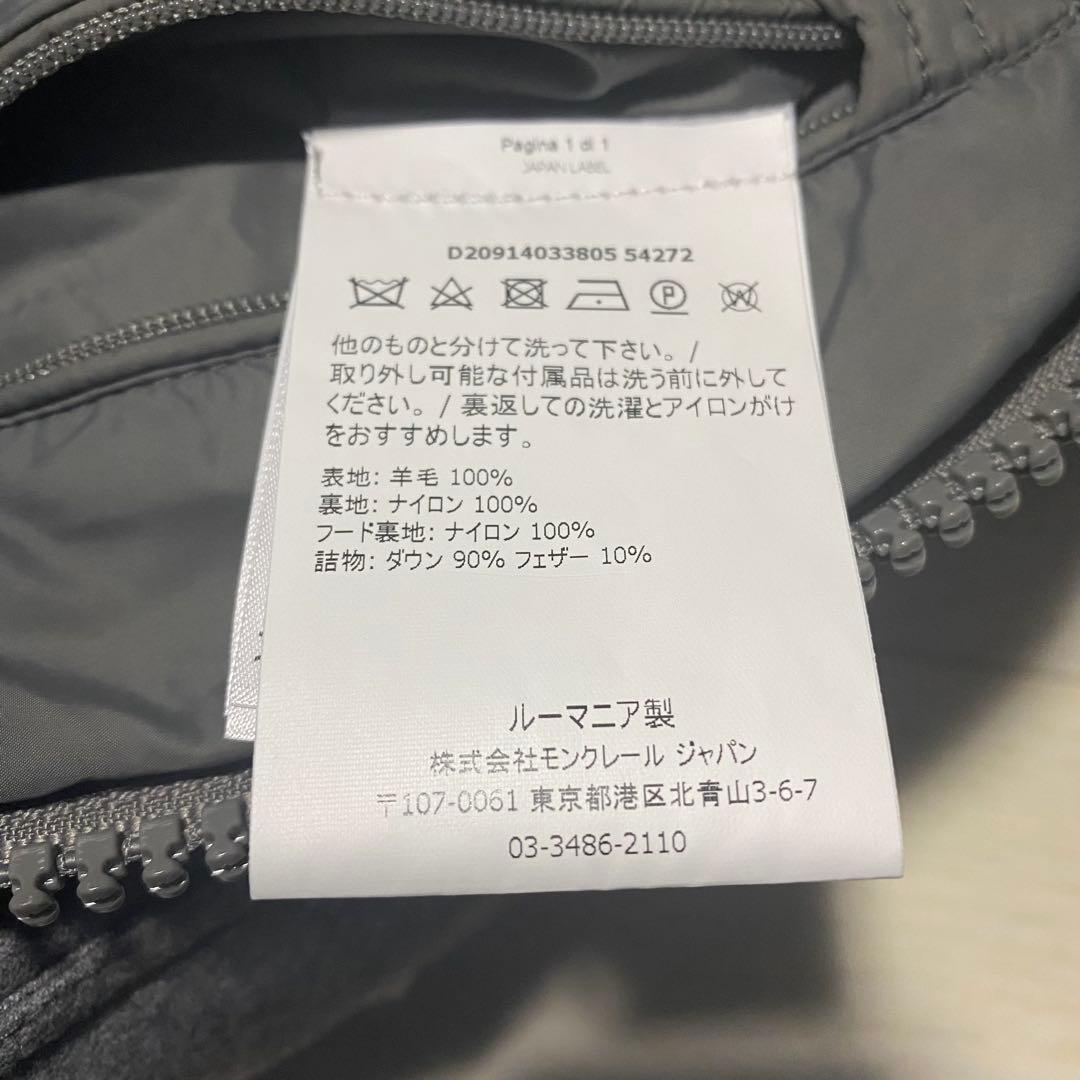 Pagina 1 di 1
JAPAN LABEL
D20914033805 54272
P
W
他のものと分けて洗って下さい。/
取り外し可能な付属品は洗う前に外して
ください。/ 裏返しての洗濯とアイロンがけ
をおすすめします。
表地: 羊毛 100%
裏地: ナイロン 100%
フード裏地: ナイロン 100%
詰物: ダウン 90% フェザー 10%
ルーマニア製
株式会社モンクレール ジャパン
〒107-0061 東京都港区北青山3-6-7
03-3486-2110